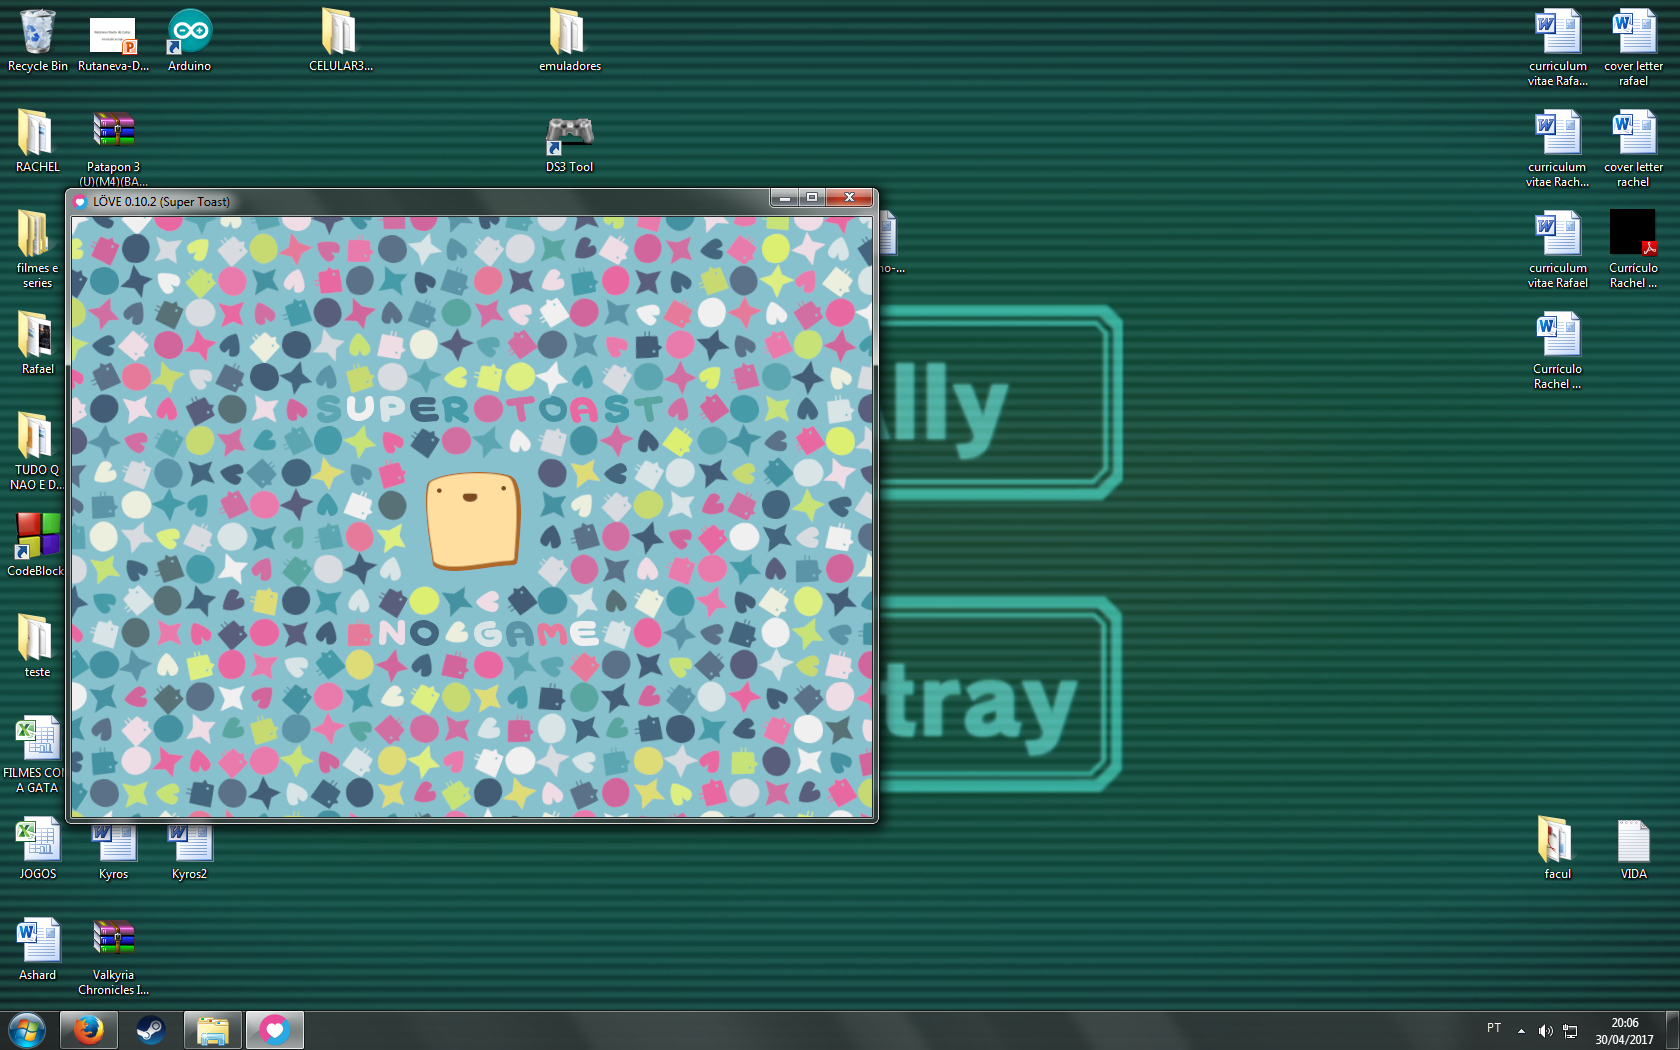 Recycle Bin
Rutaneva-D...
Arduino
CELULAR3...
emuladores
curriculum
vitae Rafa...
cover letter
rafael
RACHEL
Patapon 3
(U)(M4)(BA...
DS3 Tool
curriculum
vitae Rach...
cover letter
rachel
LÖVE 0.10.2 (Super Toast)
filmes e
series
no-...
curriculum
vitae Rafael
Currículo
Rachel ...
Rafael
Currículo
Rachel ...
Ally
SUPER TOAST
TUDO Q
NAO E D...
CodeBlock
NO GAME
teste
tray
FILMES CO
A GATA
JOGOS
Kyros
Kyros2
facul
VIDA
Ashard
Valkyria
Chronicles I...
PT
20:06
30/04/2017